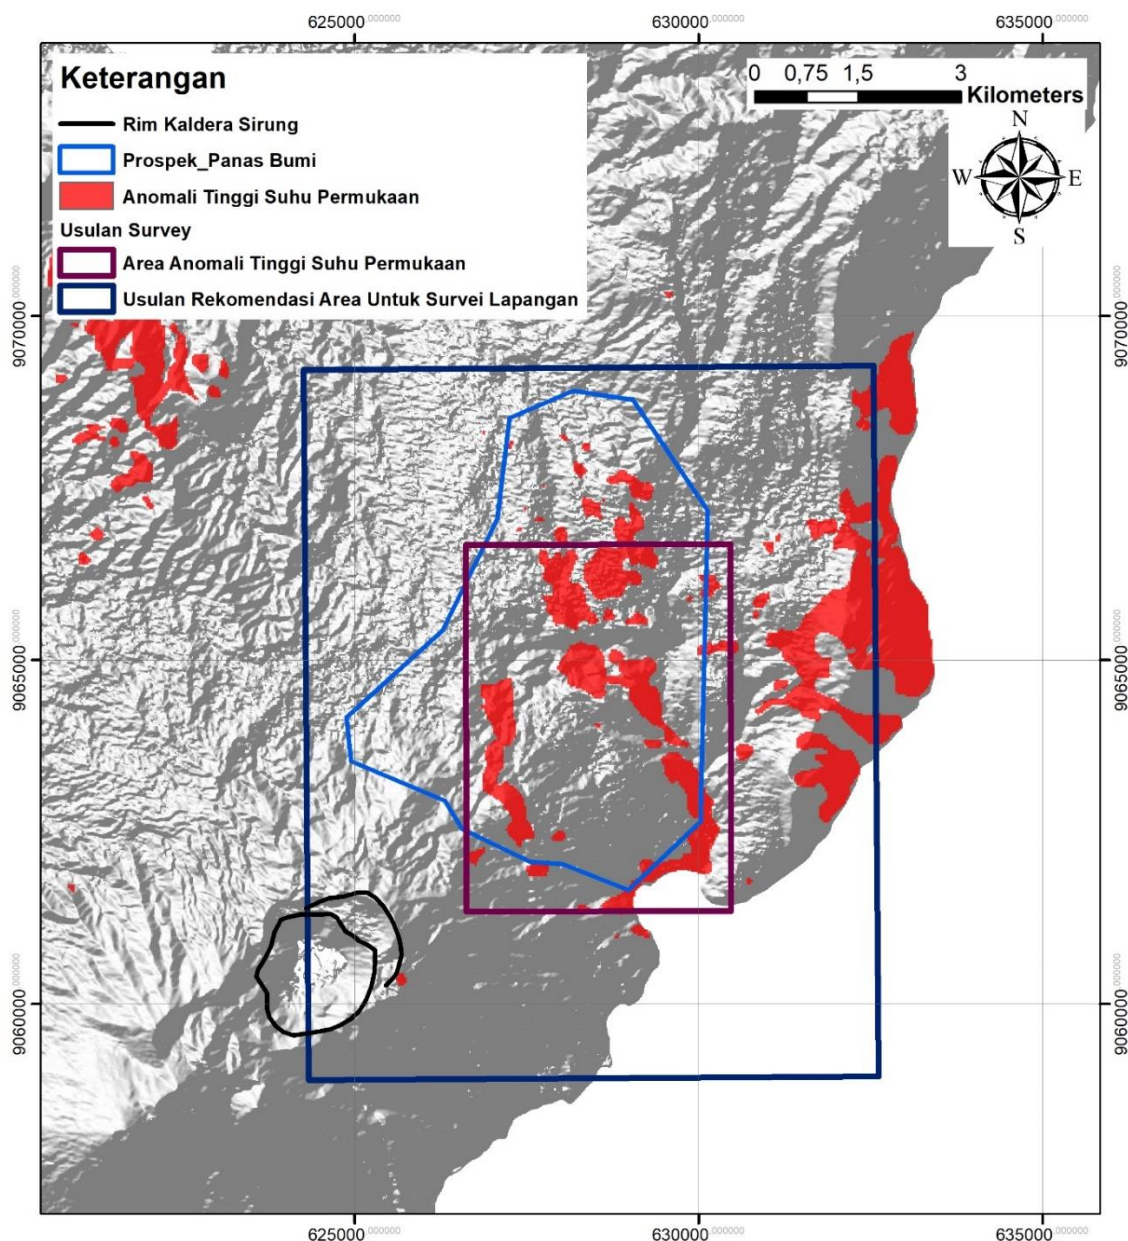 625000.000000 630000.000000 635000.000000
Keterangan
Rim Kaldera Sirung
Prospek_Panas Bumi
Anomali Tinggi Suhu Permukaan
Usulan Survey
Area Anomali Tinggi Suhu Permukaan
Usulan Rekomendasi Area Untuk Survei Lapangan
0 0,75 1,5 3
Kilometers
N
W E
S
9070000.000000 9070000.000000
9065000.000000 9065000.000000
9060000.000000 9060000.000000
625000.000000 630000.000000 635000.000000